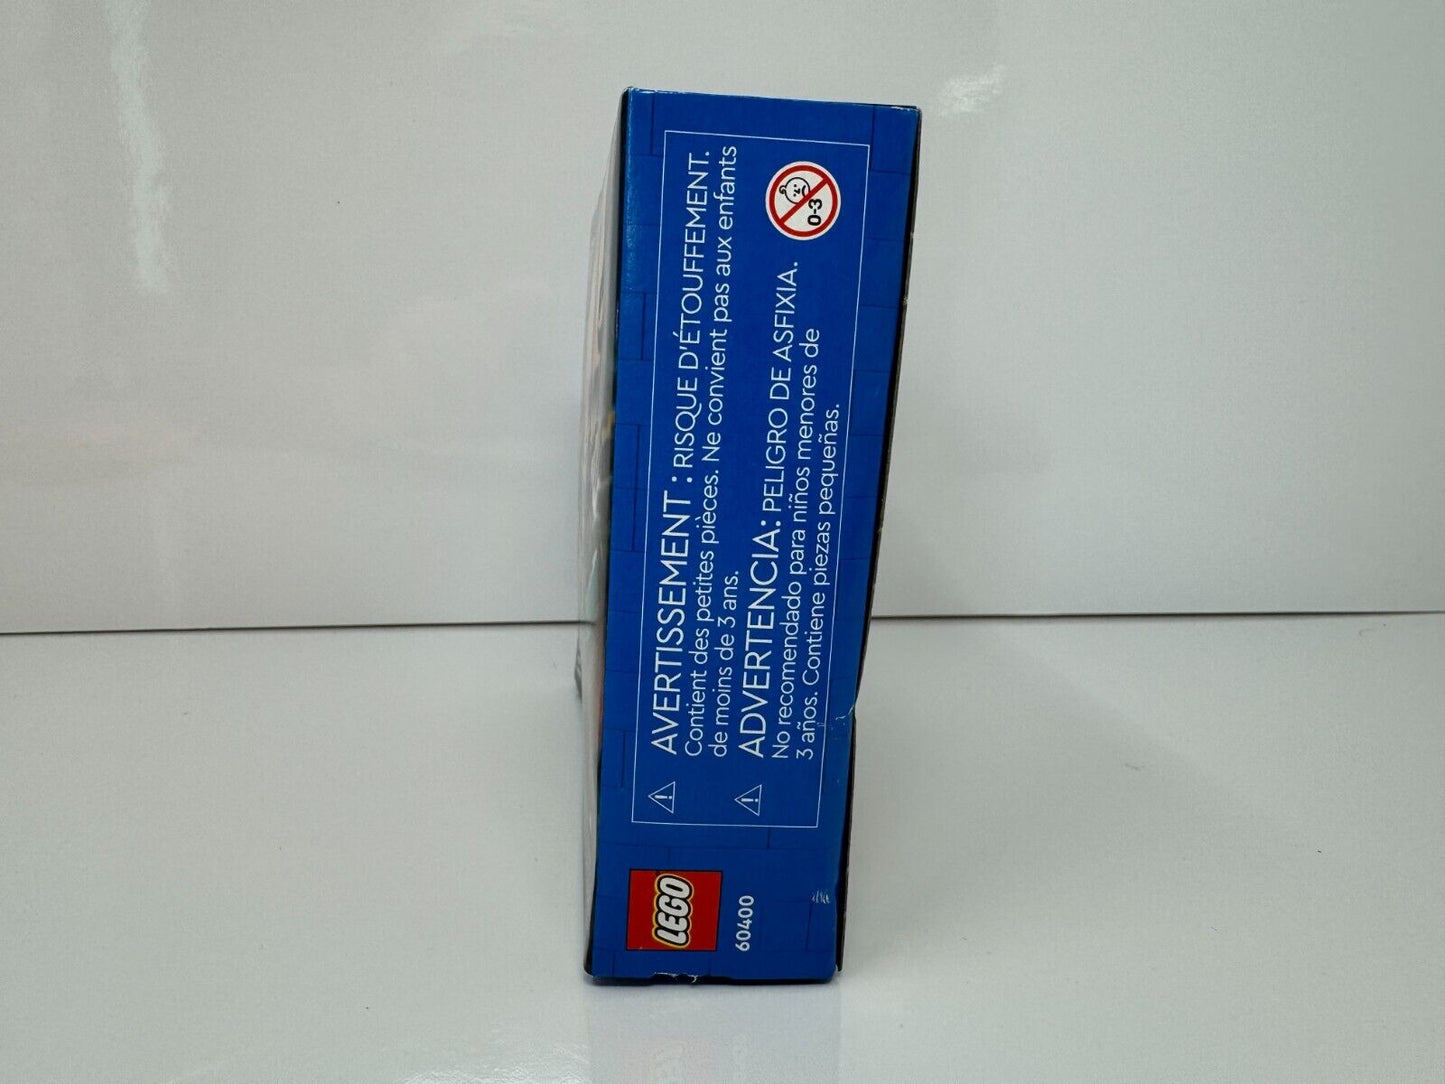 AVERTISSEMENT : RISQUE D'ÉTOUFFEMENT.
Contient des petites pièces. Ne convient pas aux enfants
de moins de 3 ans.
ADVERTENCIA: PELIGRO DE ASFIXIA.
No recomendado para niños menores de
3 años. Contiene piezas pequeñas.
0-3
LEGO
60400